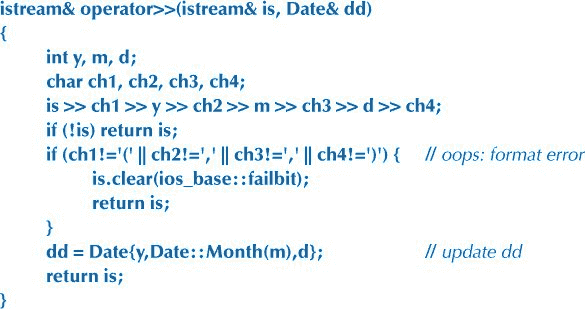 istream& operator>>(istream& is, Date& dd)
{
int y, m, d;
char ch1, ch2, ch3, ch4;
is >> ch1 >> y >> ch2 >> m >> ch3 >> d >> ch4;
if (!is) return is;
if (ch1!='(' || ch2!=',' || ch3!=',' || ch4!=')') { // oops: format error
is.clear(ios_base::failbit);
return is;
}
dd = Date{y,Date::Month(m),d}; // update dd
return is;
}